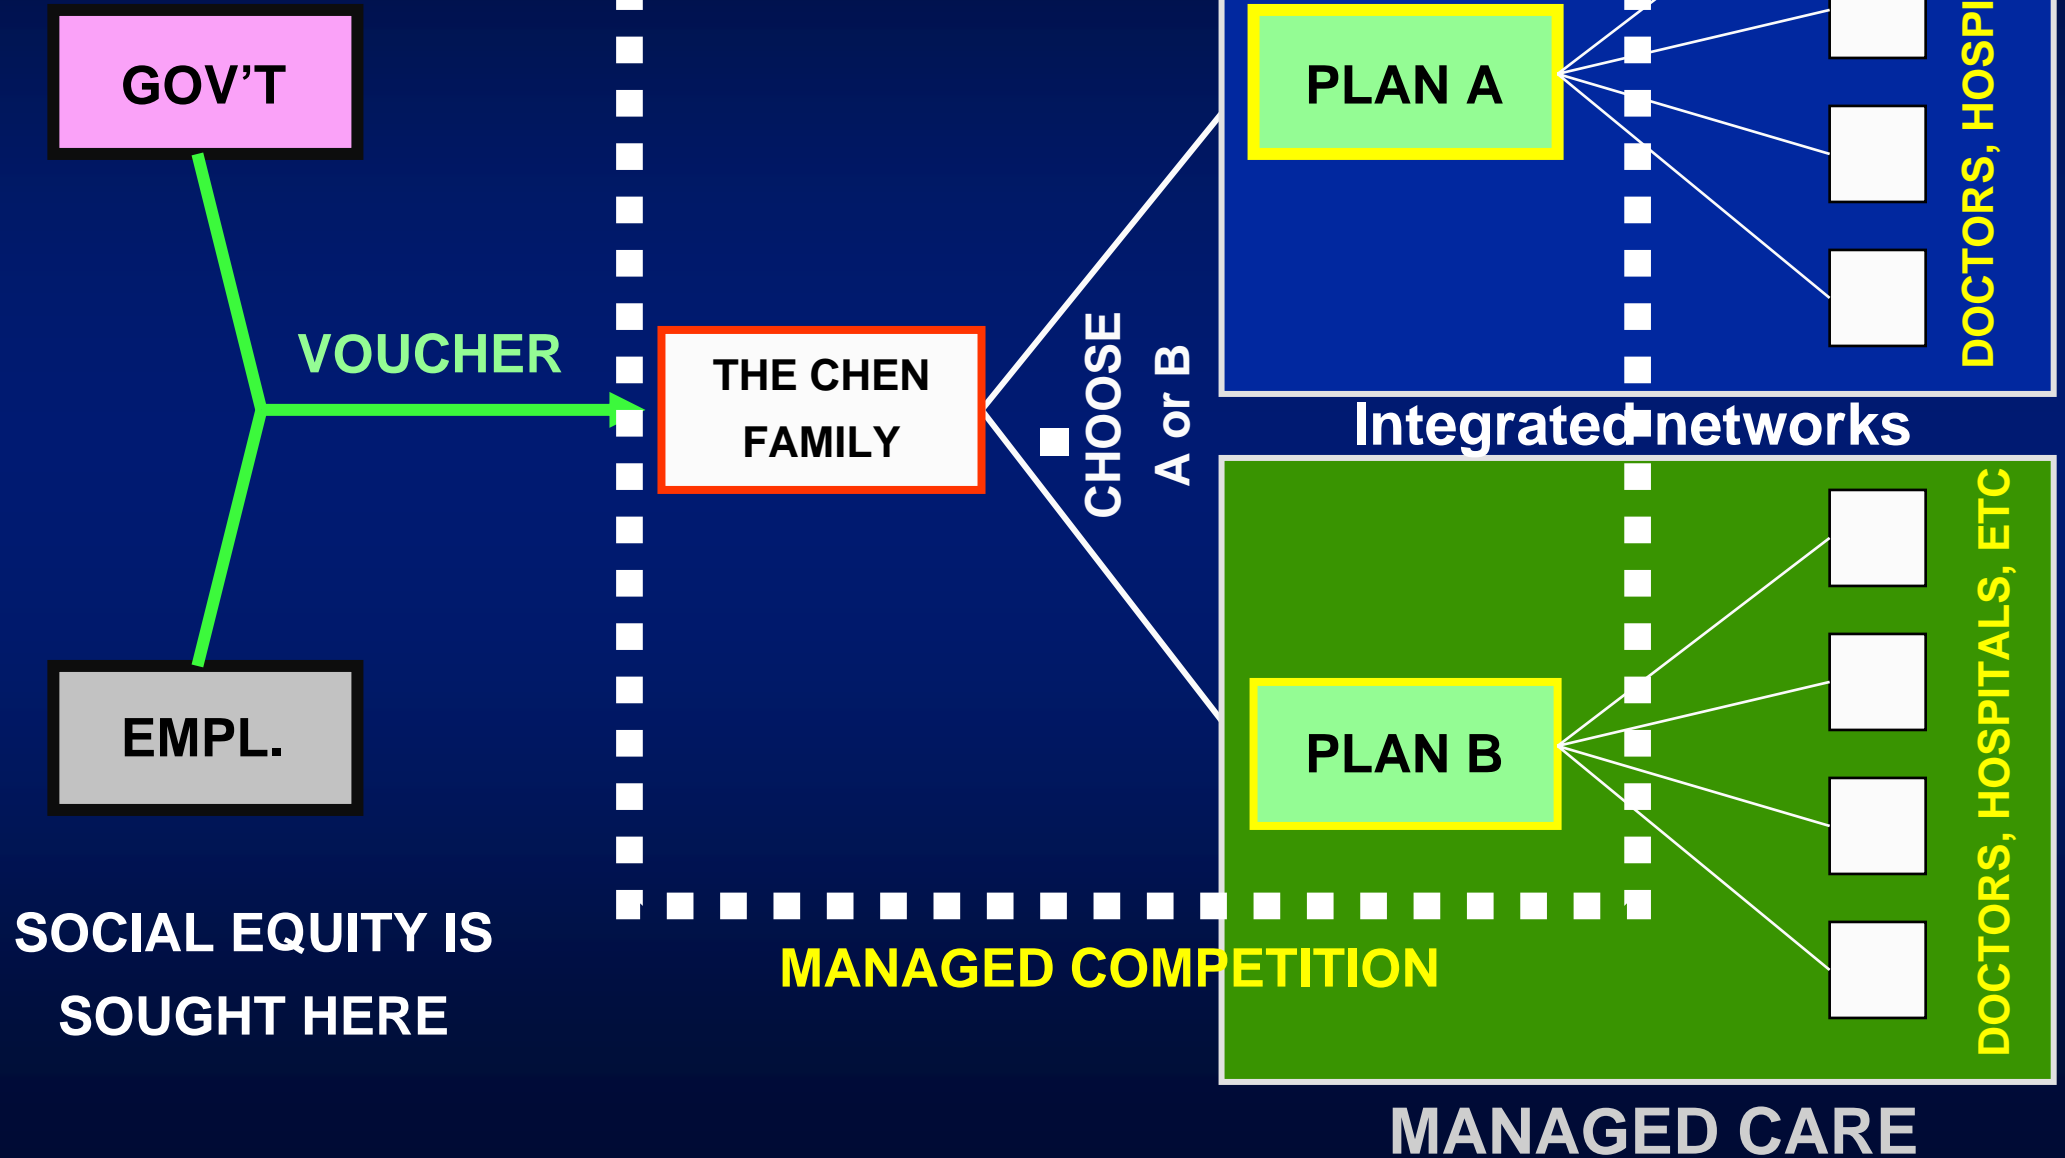 GOV’T
PLAN A
DOCTORS, HOSPI
VOUCHER
THE CHEN
FAMILY
CHOOSE
A or B
Integrated networks
EMPL.
PLAN B
DOCTORS, HOSPITALS, ETC
SOCIAL EQUITY IS
SOUGHT HERE
MANAGED COMPETITION
MANAGED CARE